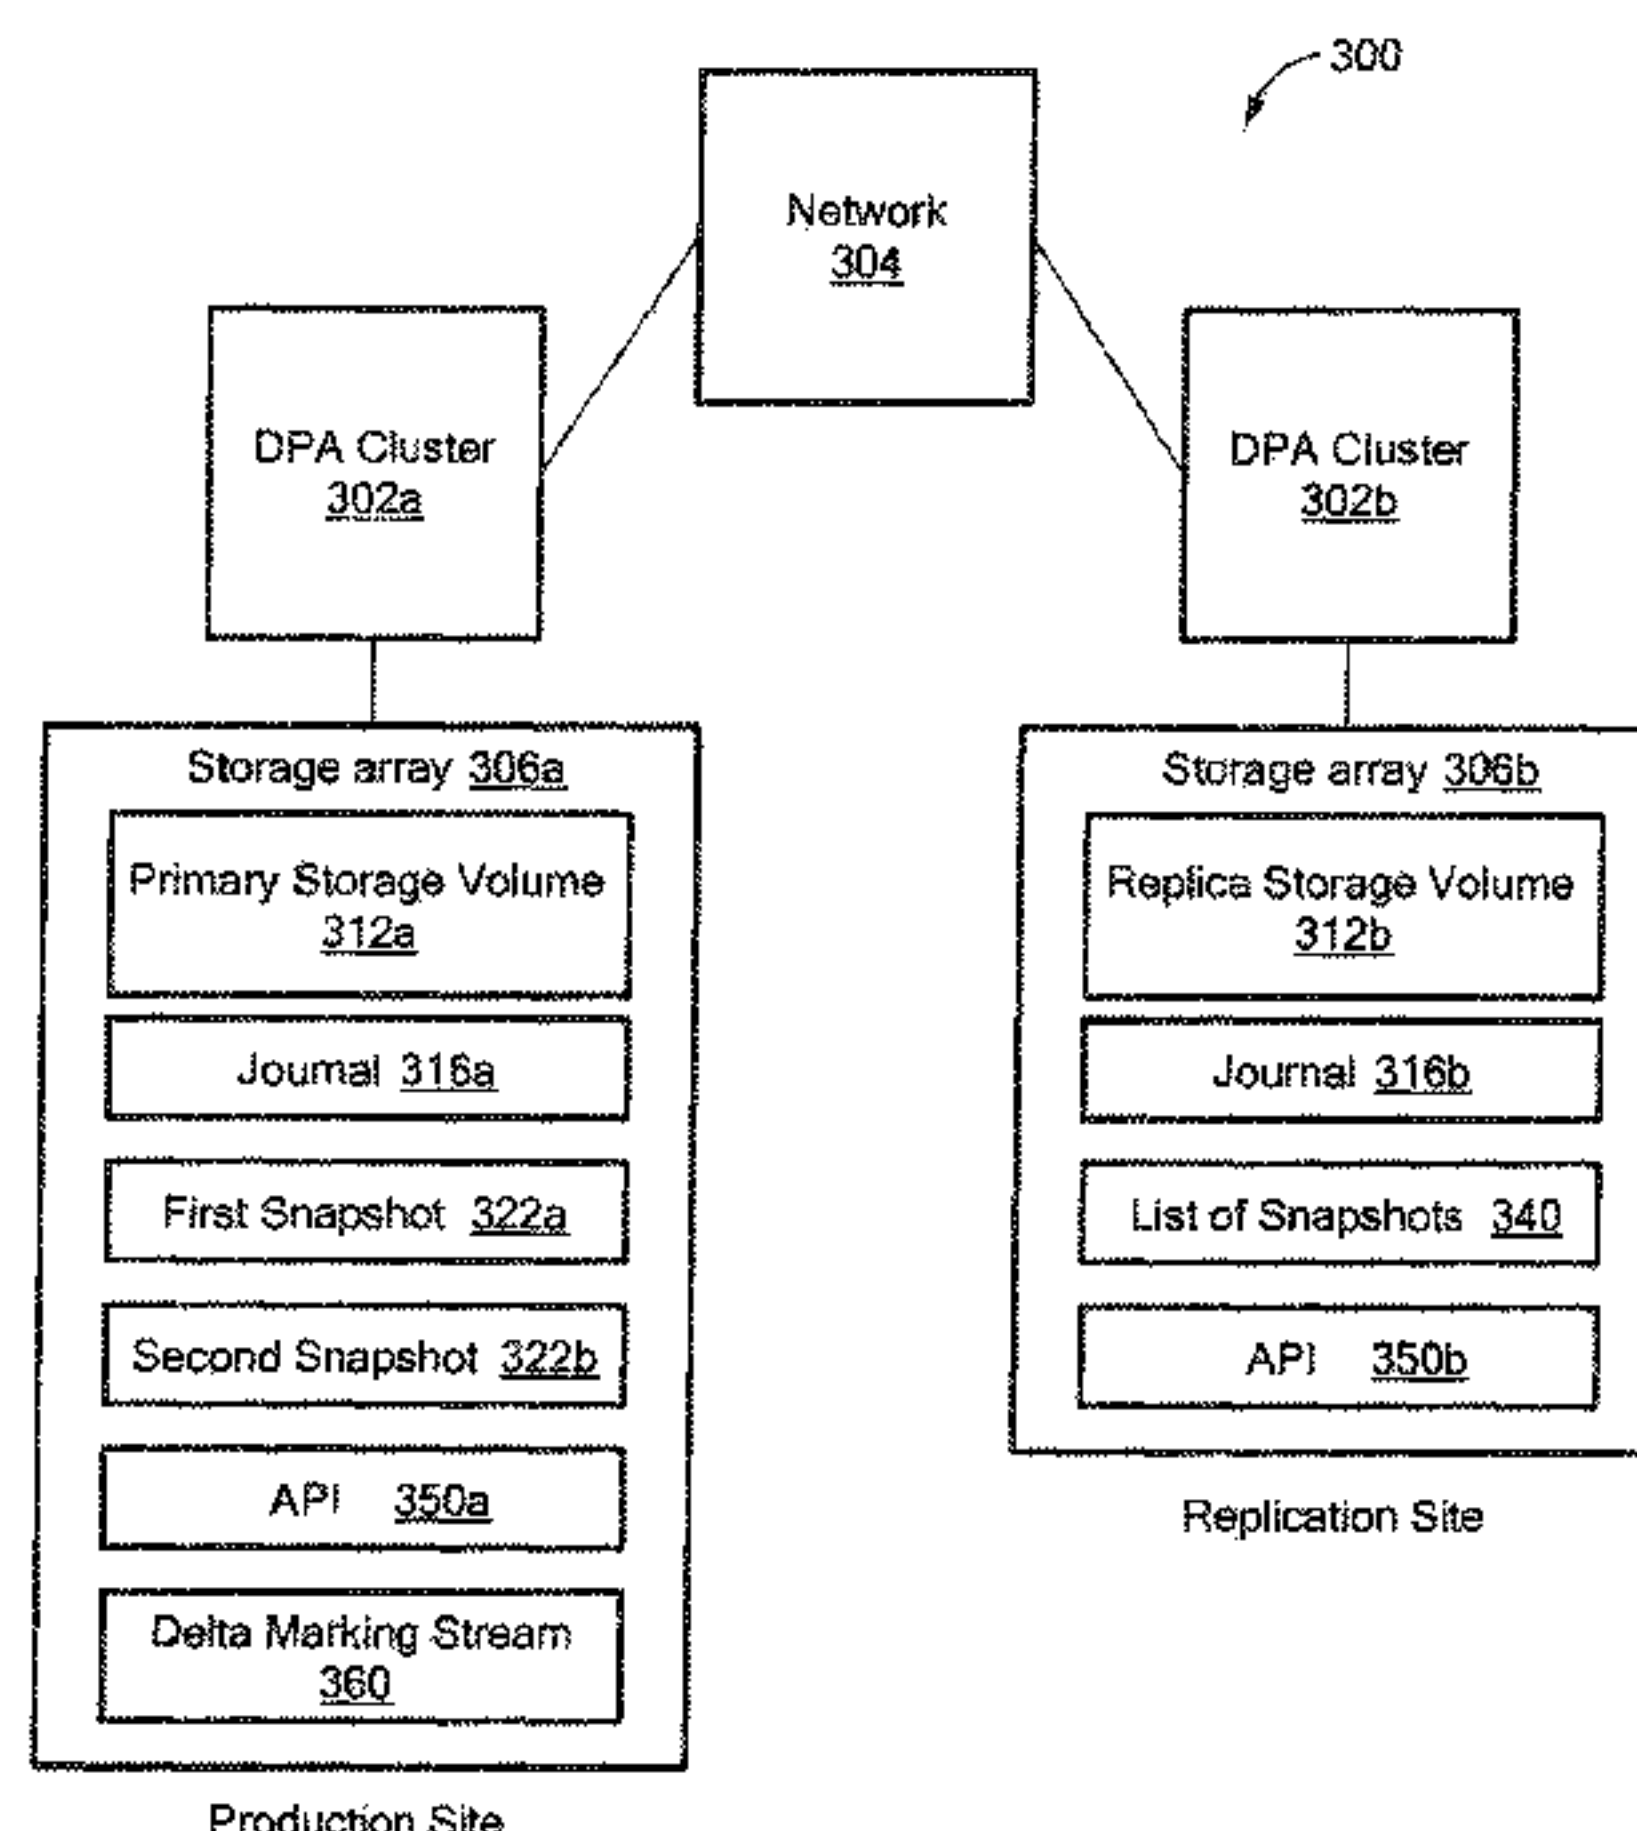 300
Network
304
DPA Cluster
302a
DPA Cluster
302b
Storage array 306a
Primary Storage Volume
312a
Journal 316a
First Snapshot 322a
Second Snapshot 322b
API 350a
Delta Marking Stream
360
Production Site
Storage array 306b
Replica Storage Volume
312b
Journal 316b
List of Snapshots 340
API 350b
Replication Site